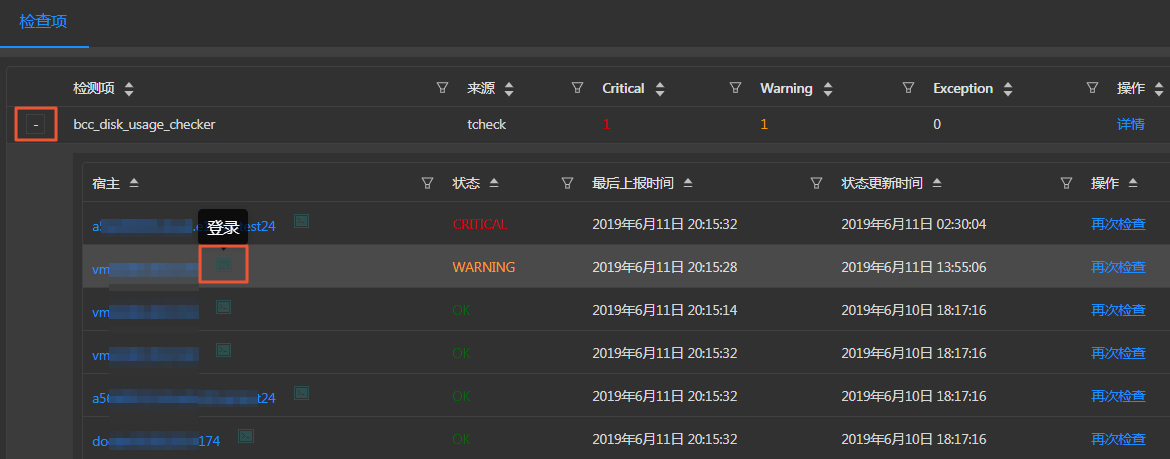 检查项
检测项 来源 Critical Warning Exception 操作
- bcc_disk_usage_checker tcheck 1 1 0 详情
宿主 状态 最后上报时间 状态更新时间 操作
登录
CRITICAL 2019年6月11日 20:15:32 2019年6月11日 02:30:04 再次检查
vm WARNING 2019年6月11日 20:15:28 2019年6月11日 13:55:06 再次检查
vm OK 2019年6月11日 20:15:14 2019年6月10日 18:17:16 再次检查
vm OK 2019年6月11日 20:15:32 2019年6月10日 18:17:16 再次检查
OK 2019年6月11日 20:15:32 2019年6月10日 18:17:16 再次检查
OK 2019年6月11日 20:15:32 2019年6月10日 18:17:16 再次检查